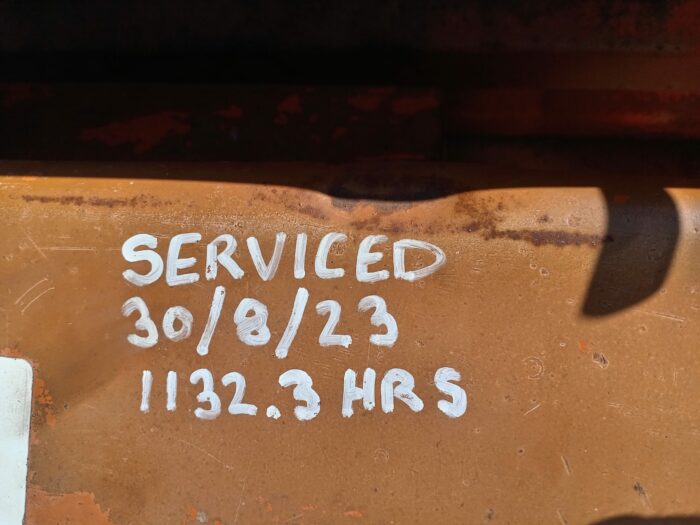 SERVICED
30/8/23
1132.3 HRS